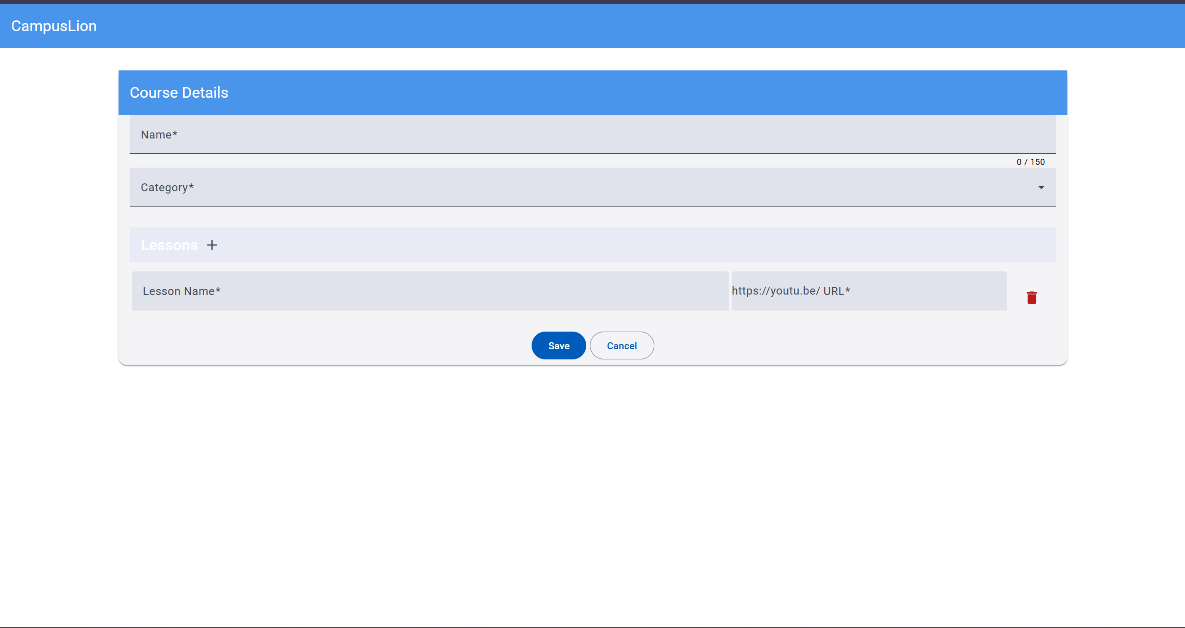 CampusLion
Course Details
Name*
0 / 150
Category*
Lessons +
Lesson Name*
https://youtu.be/ URL*
Save
Cancel